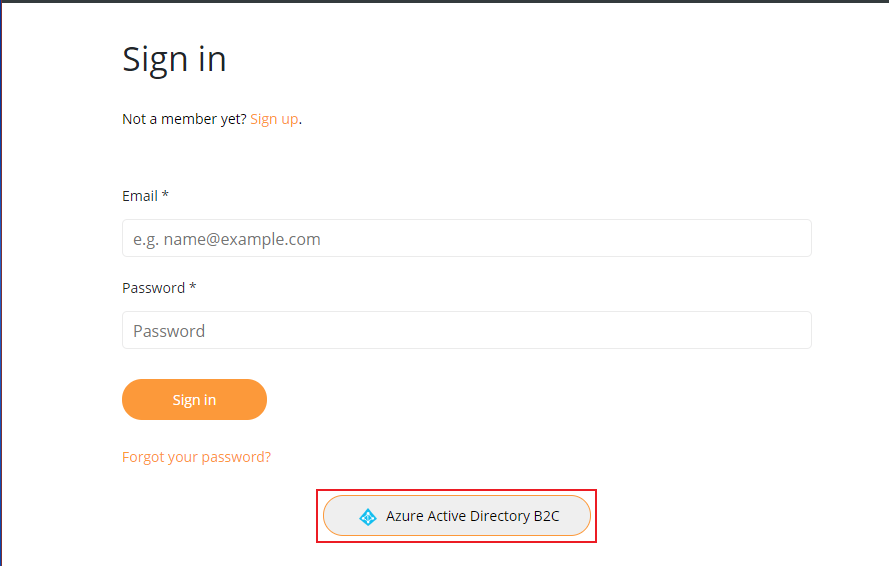 Sign in
Not a member yet? Sign up.
Email *
e.g. name@example.com
Password *
Password
Sign in
Forgot your password?
Azure Active Directory B2C